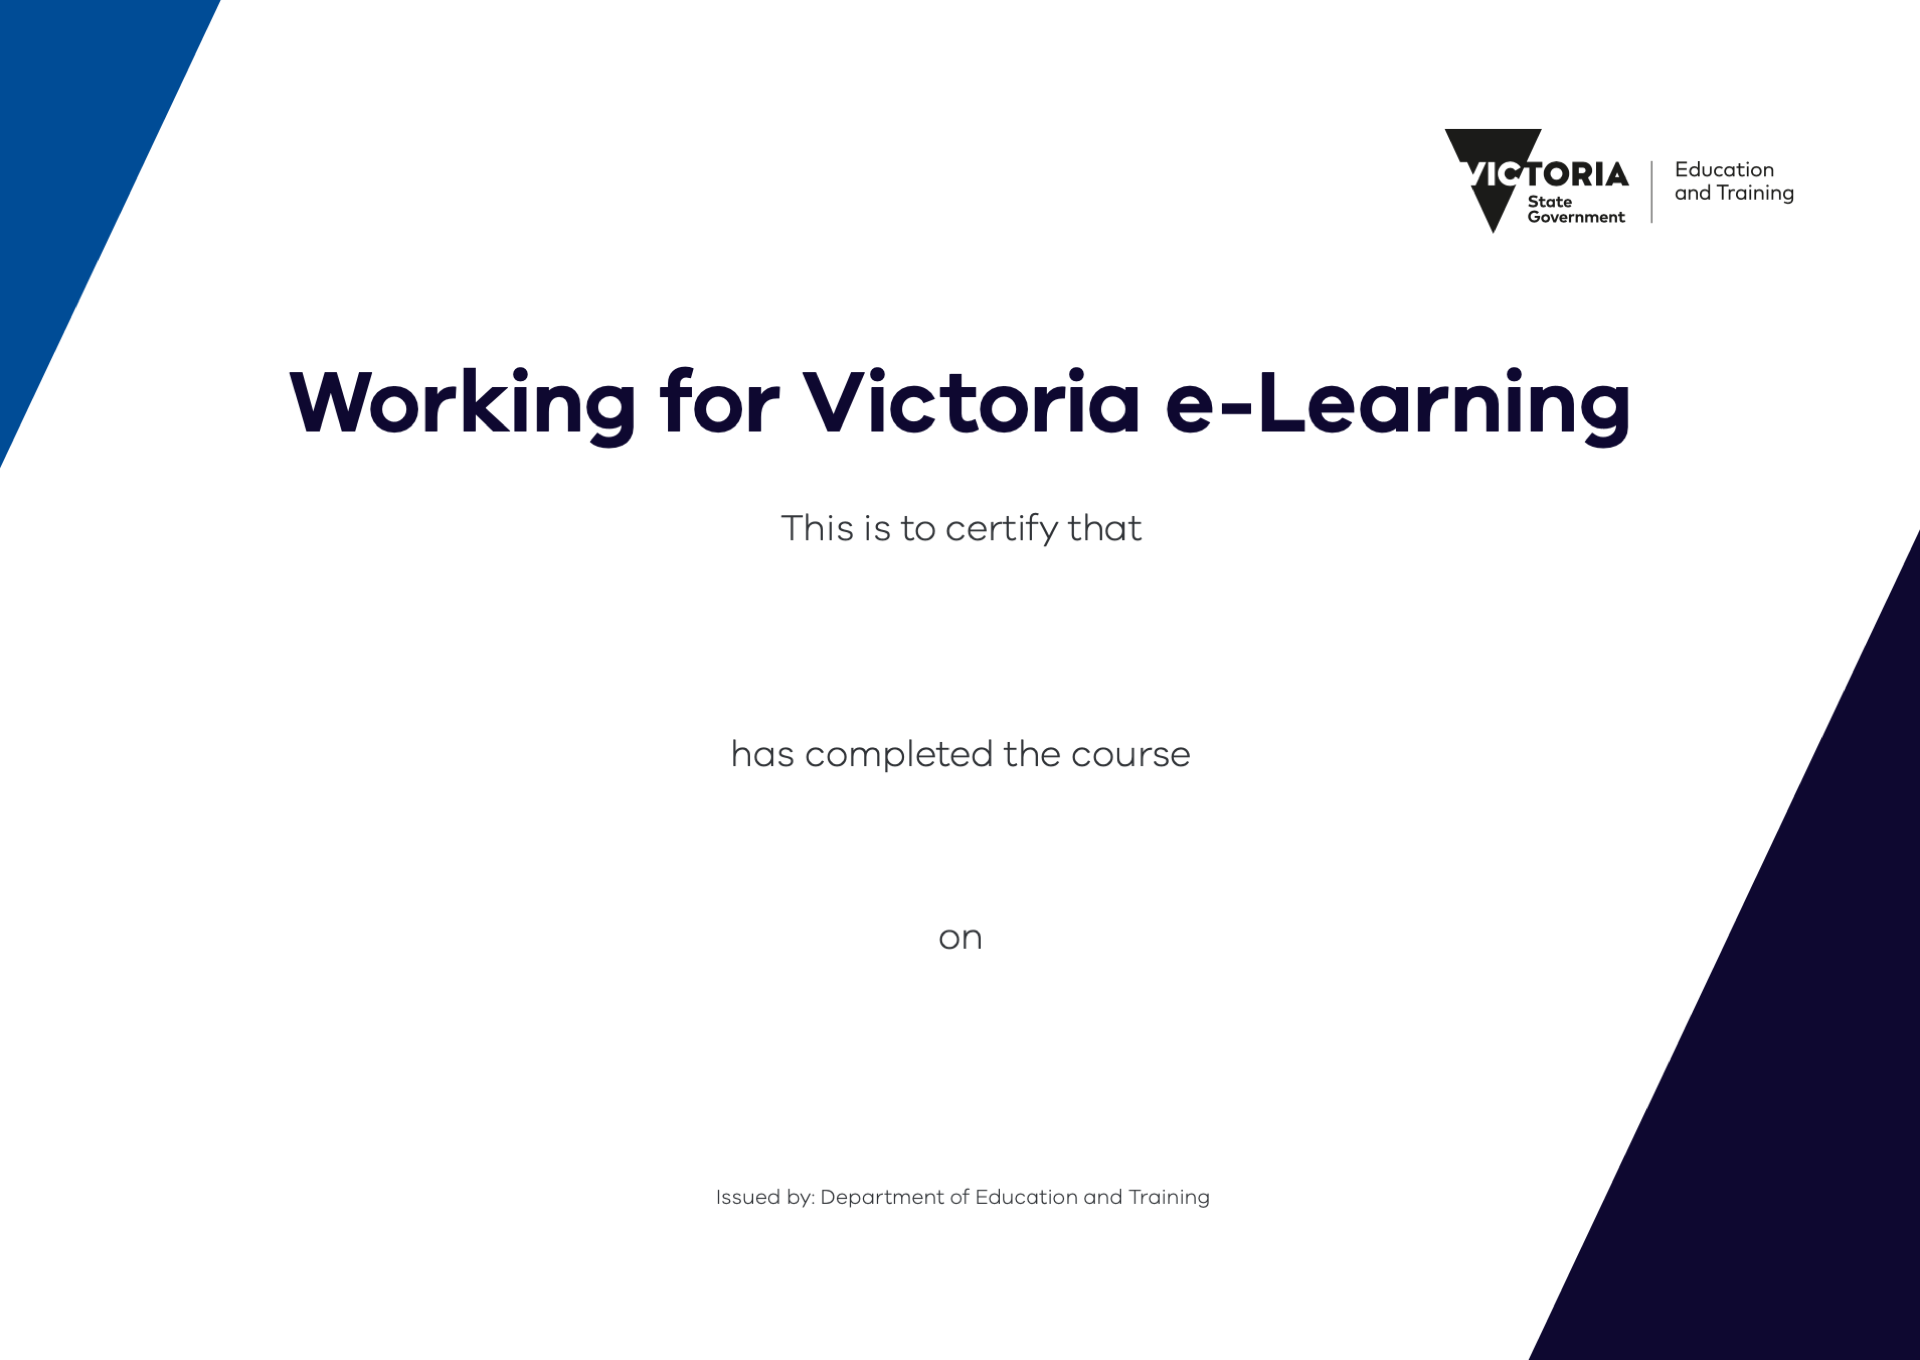 VICTORIA
State
Government
Education
and Training
Working for Victoria e-Learning
This is to certify that
has completed the course
on
Issued by: Department of Education and Training